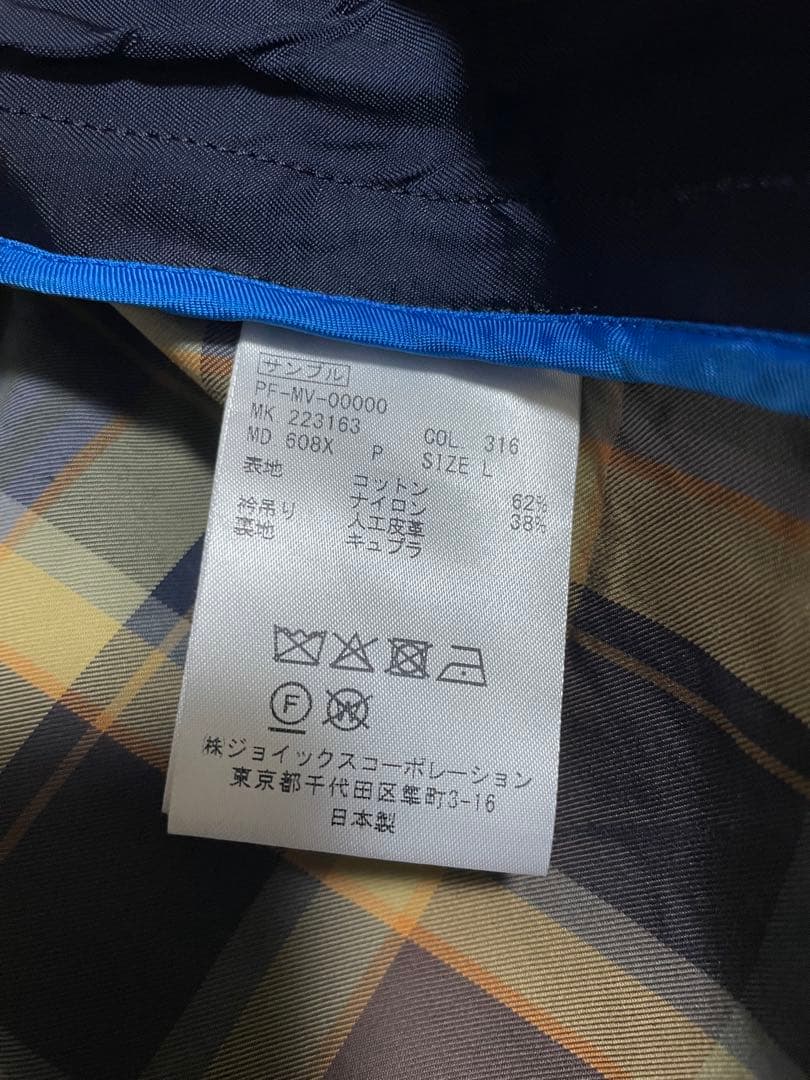 サンプル
PF-MV-00000
MK 223163 COL. 316
MD 608X P SIZE L
表地 コットン 62%
ナイロン 38%
衿吊り 人工皮革
裏地 キュプラ
F
W
㈱ジョイックスコーポレーション
東京都千代田区隼町3-16
日本製